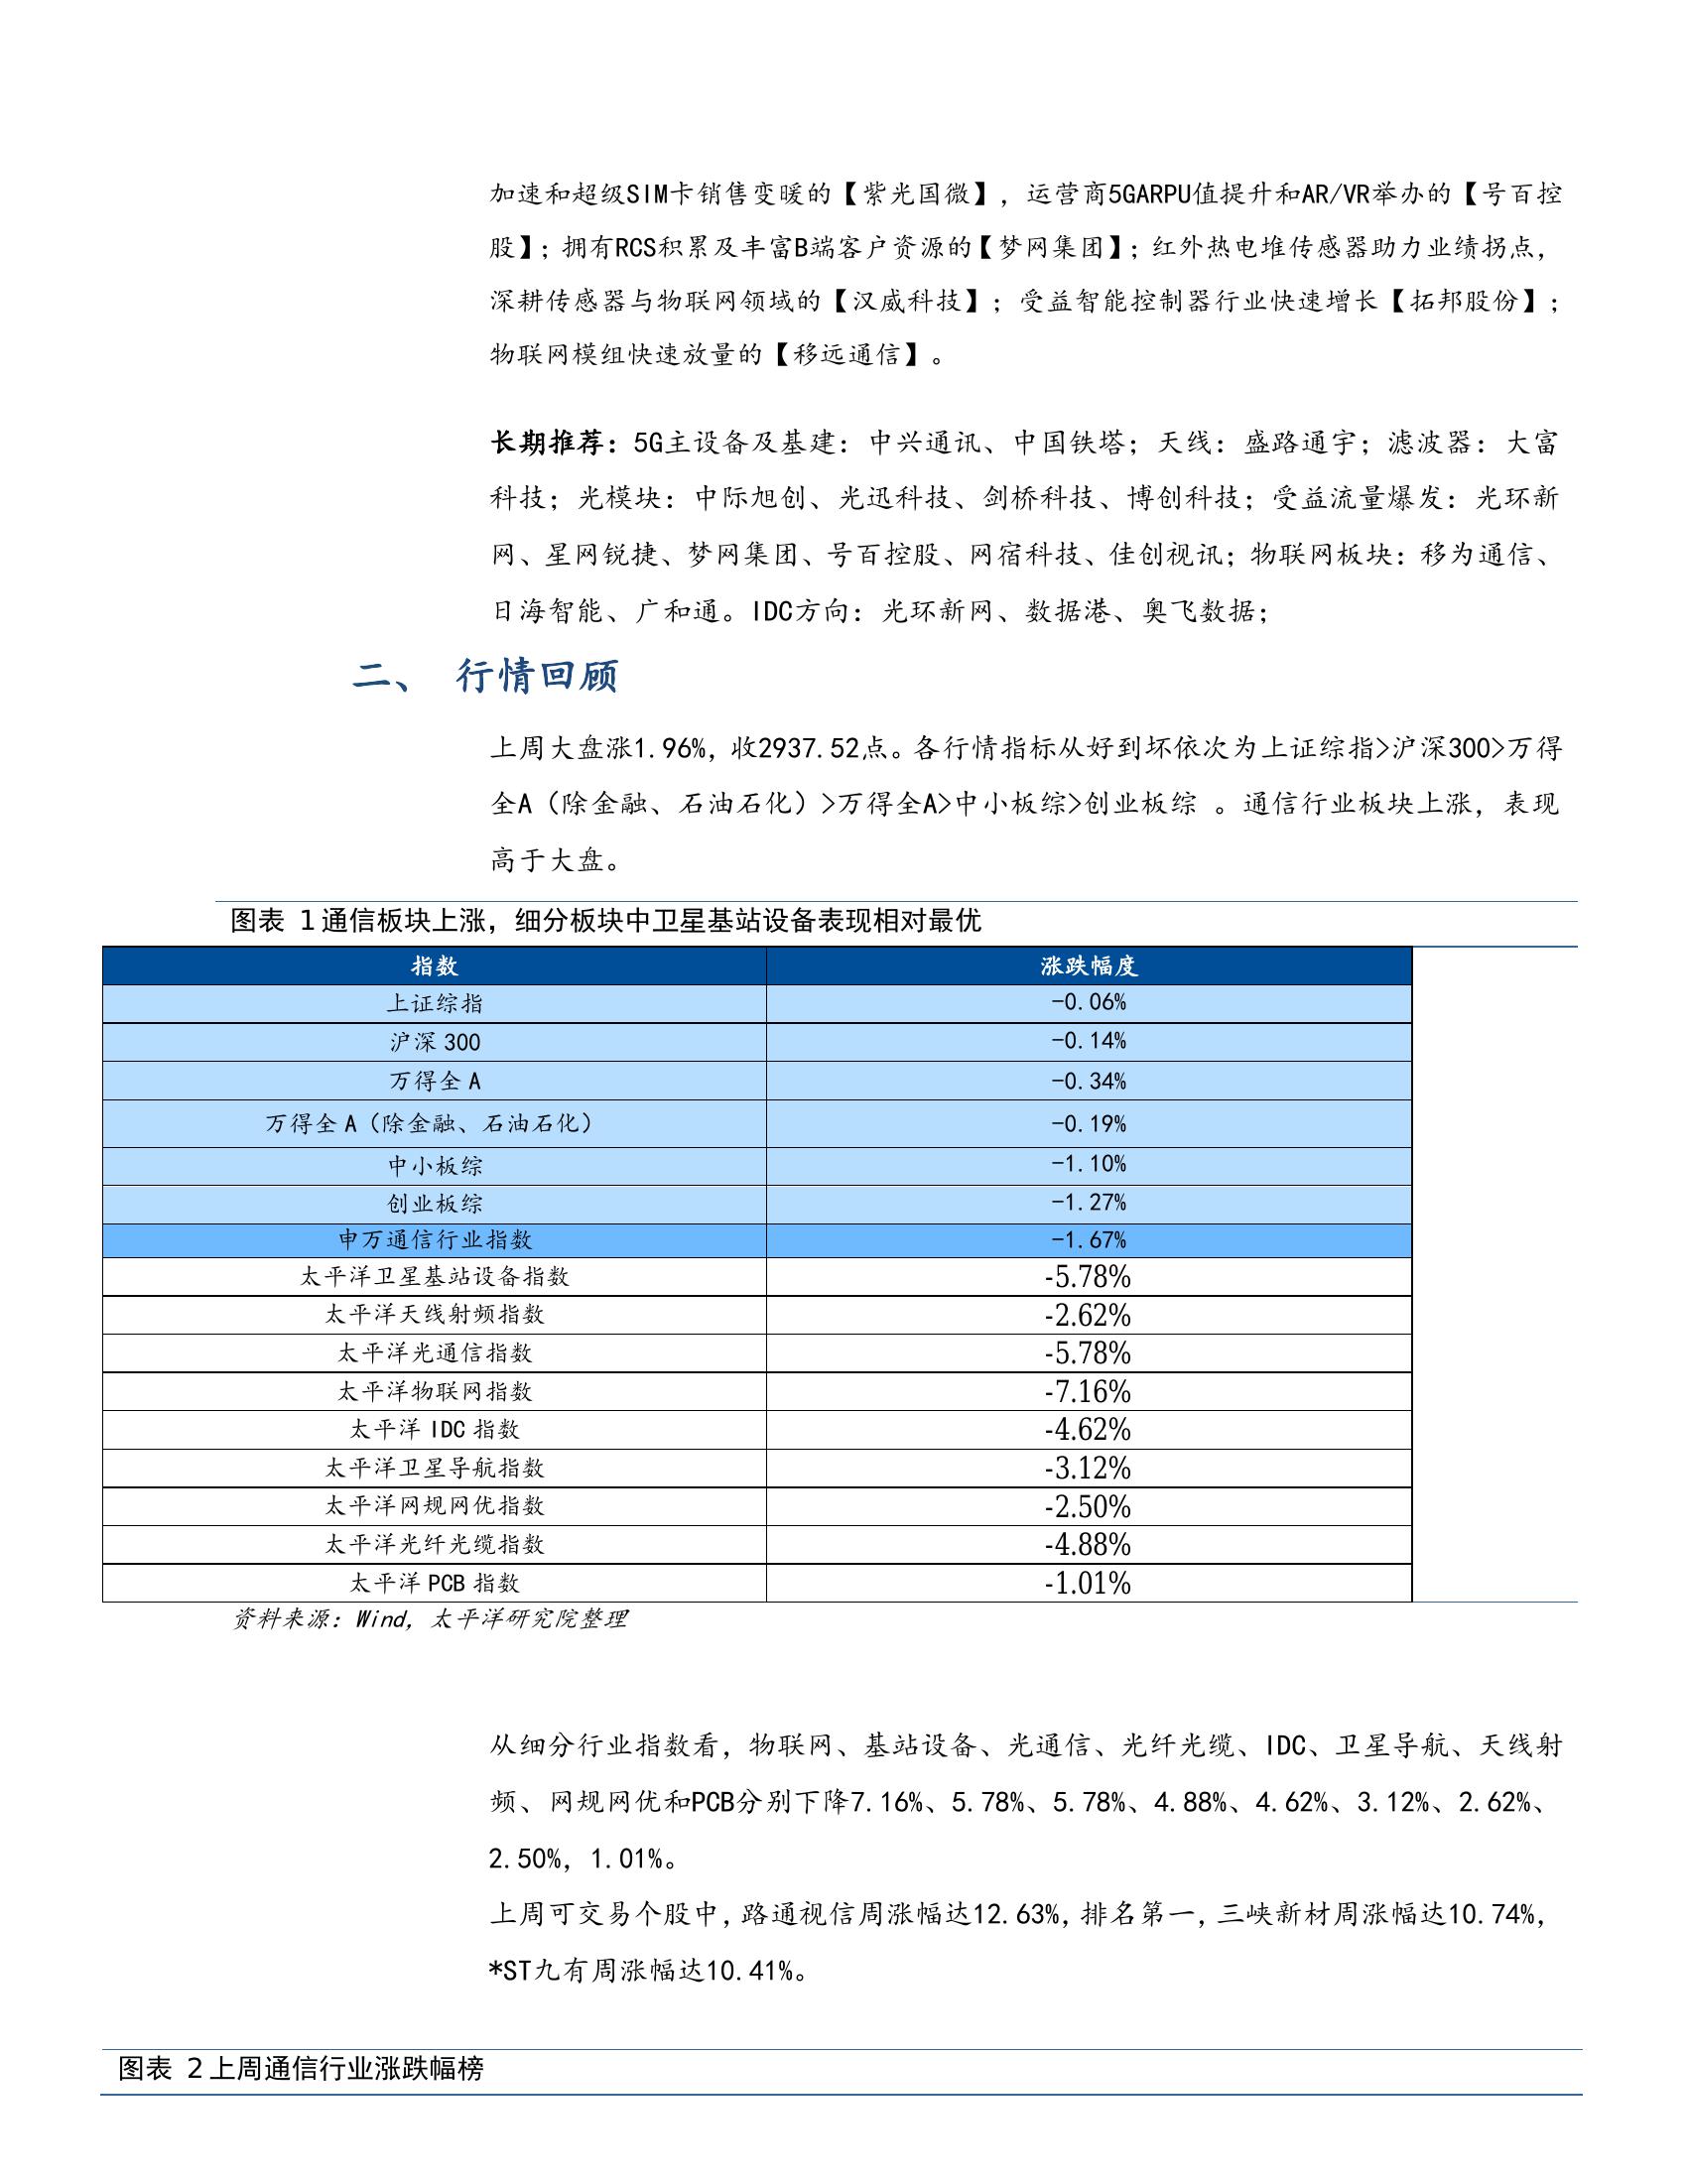 加速和超级SIM卡销售变暖的【紫光国微】，运营商5GARPU值提升和AR/VR举办的【号百控
股】；拥有RCS积累及丰富B端客户资源的【梦网集团】；红外热电堆传感器助力业绩拐点，
深耕传感器与物联网领域的【汉威科技】；受益智能控制器行业快速增长【拓邦股份】；
物联网模组快速放量的【移远通信】。
长期推荐：5G主设备及基建：中兴通讯、中国铁塔；天线：盛路通宇；滤波器：大富
科技；光模块：中际旭创、光迅科技、剑桥科技、博创科技；受益流量爆发：光环新
网、星网锐捷、梦网集团、号百控股、网宿科技、佳创视讯；物联网板块：移为通信、
日海智能、广和通。IDC方向：光环新网、数据港、奥飞数据；
二、 行情回顾
上周大盘涨1.96%，收2937.52点。各行情指标从好到坏依次为上证综指>沪深300>万得
全A（除金融、石油石化）>万得全A>中小板综>创业板综 。通信行业板块上涨，表现
高于大盘。
图表 1 通信板块上涨，细分板块中卫星基站设备表现相对最优
指数 涨跌幅度
上证综指 -0.06%
沪深 300 -0.14%
万得全 A -0.34%
万得全 A（除金融、石油石化） -0.19%
中小板综 -1.10%
创业板综 -1.27%
申万通信行业指数 -1.67%
太平洋卫星基站设备指数 -5.78%
太平洋天线射频指数 -2.62%
太平洋光通信指数 -5.78%
太平洋物联网指数 -7.16%
太平洋 IDC 指数 -4.62%
太平洋卫星导航指数 -3.12%
太平洋网规网优指数 -2.50%
太平洋光纤光缆指数 -4.88%
太平洋 PCB 指数 -1.01%
资料来源：Wind，太平洋研究院整理
从细分行业指数看，物联网、基站设备、光通信、光纤光缆、IDC、卫星导航、天线射
频、网规网优和PCB分别下降7.16%、5.78%、5.78%、4.88%、4.62%、3.12%、2.62%、
2.50%，1.01%。
上周可交易个股中，路通视信周涨幅达12.63%，排名第一，三峡新材周涨幅达10.74%，
*ST九有周涨幅达10.41%。
图表 2 上周通信行业涨跌幅榜